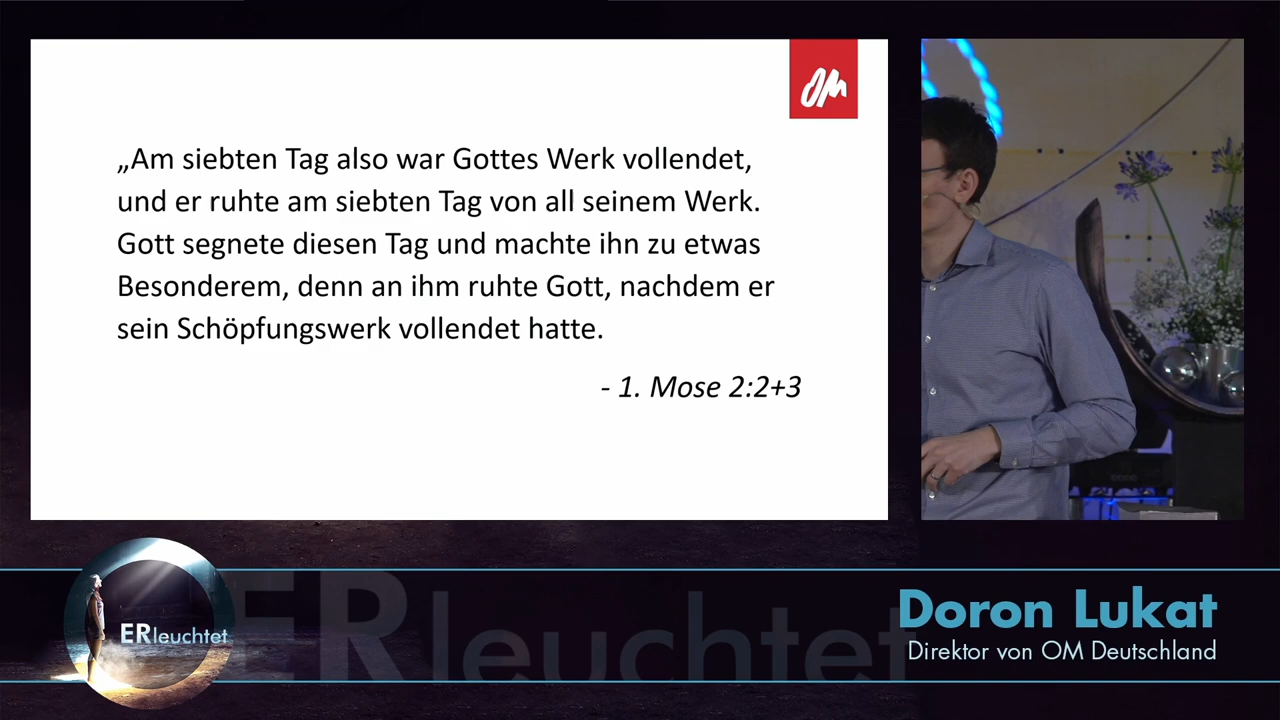 OM
„Am siebten Tag also war Gottes Werk vollendet,
und er ruhte am siebten Tag von all seinem Werk.
Gott segnete diesen Tag und machte ihn zu etwas
Besonderem, denn an ihm ruhte Gott, nachdem er
sein Schöpfungswerk vollendet hatte.
- 1. Mose 2:2+3
ERleuchtet
ERleuchtet
Doron Lukat
Direktor von OM Deutschland